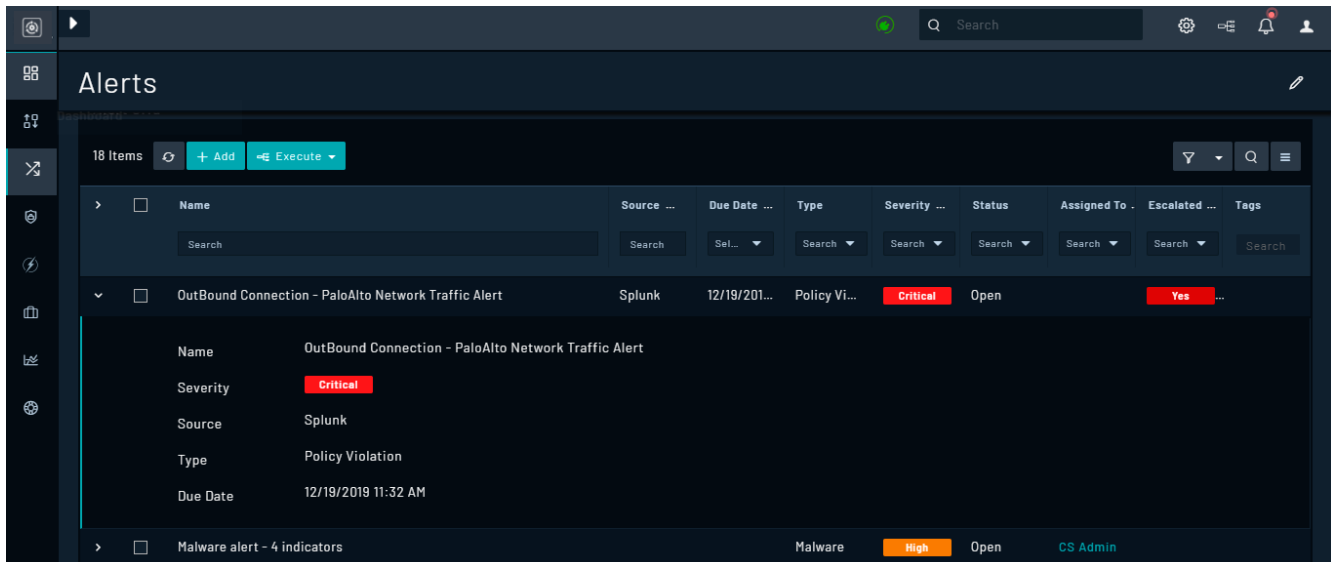 Search
Alerts
Dashboard
18 Items + Add Execute
Name Source ... Due Date ... Type Severity ... Status Assigned To . Escalated ... Tags
Search Search Sel... Search Search Search Search Search Search
OutBound Connection - PaloAlto Network Traffic Alert Splunk 12/19/201... Policy Vi... Critical Open Yes ...
Name OutBound Connection - PaloAlto Network Traffic Alert
Severity Critical
Source Splunk
Type Policy Violation
Due Date 12/19/2019 11:32 AM
Malware alert - 4 indicators Malware High Open CS Admin